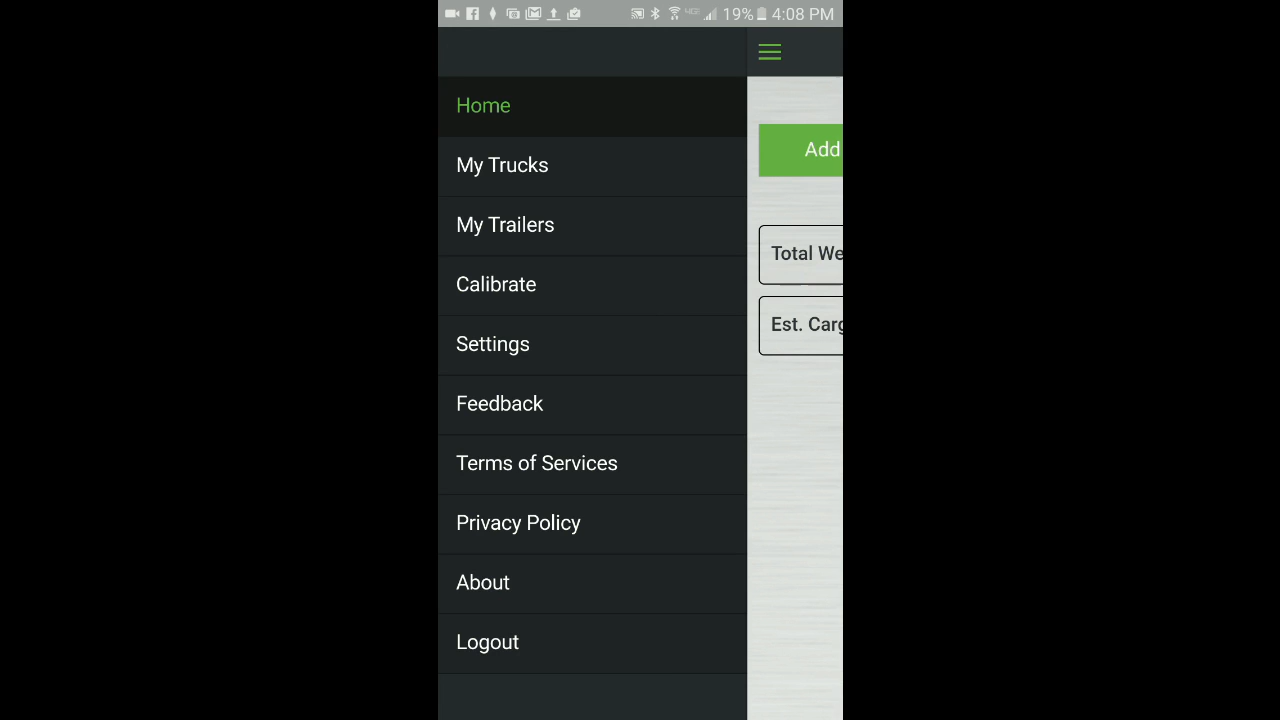 19% 4:08 PM
Home
My Trucks
Add
My Trailers
Total We
Calibrate
Est. Carg
Settings
Feedback
Terms of Services
Privacy Policy
About
Logout